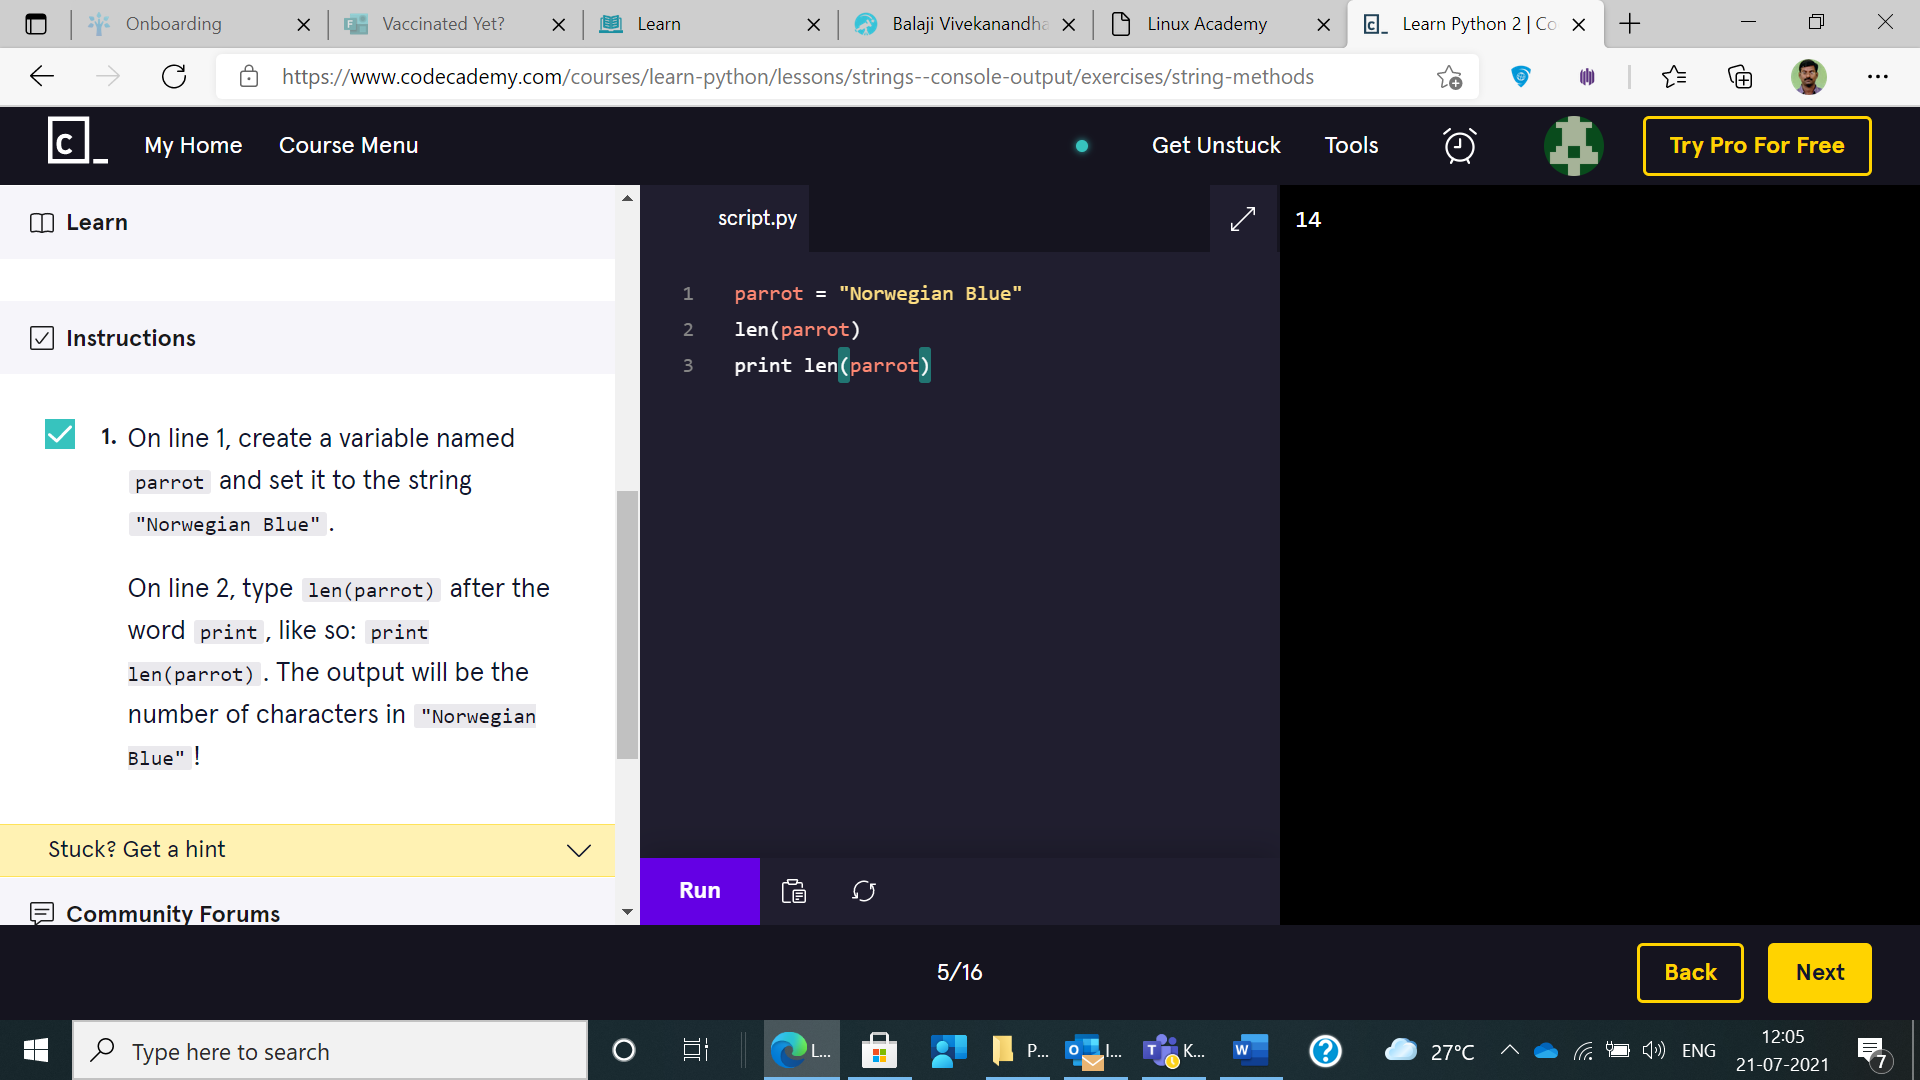 Onboarding
Vaccinated Yet?
Learn
Balaji Vivekanandha
Linux Academy
Learn Python 2 | Co
https://www.codecademy.com/courses/learn-python/lessons/strings--console-output/exercises/string-methods
c_
My Home
Course Menu
Get Unstuck
Tools
Try Pro For Free
Learn
Instructions
1. On line 1, create a variable named
parrot and set it to the string
"Norwegian Blue".
On line 2, type len(parrot) after the
word print, like so: print
len(parrot). The output will be the
number of characters in "Norwegian
Blue"!
Stuck? Get a hint
Community Forums
script.py
1 parrot = "Norwegian Blue"
2 len(parrot)
3 print len(parrot)
Run
14
5/16
Back
Next
Type here to search
L...
P...
I...
K...
27°C
ENG
12:05
21-07-2021
7